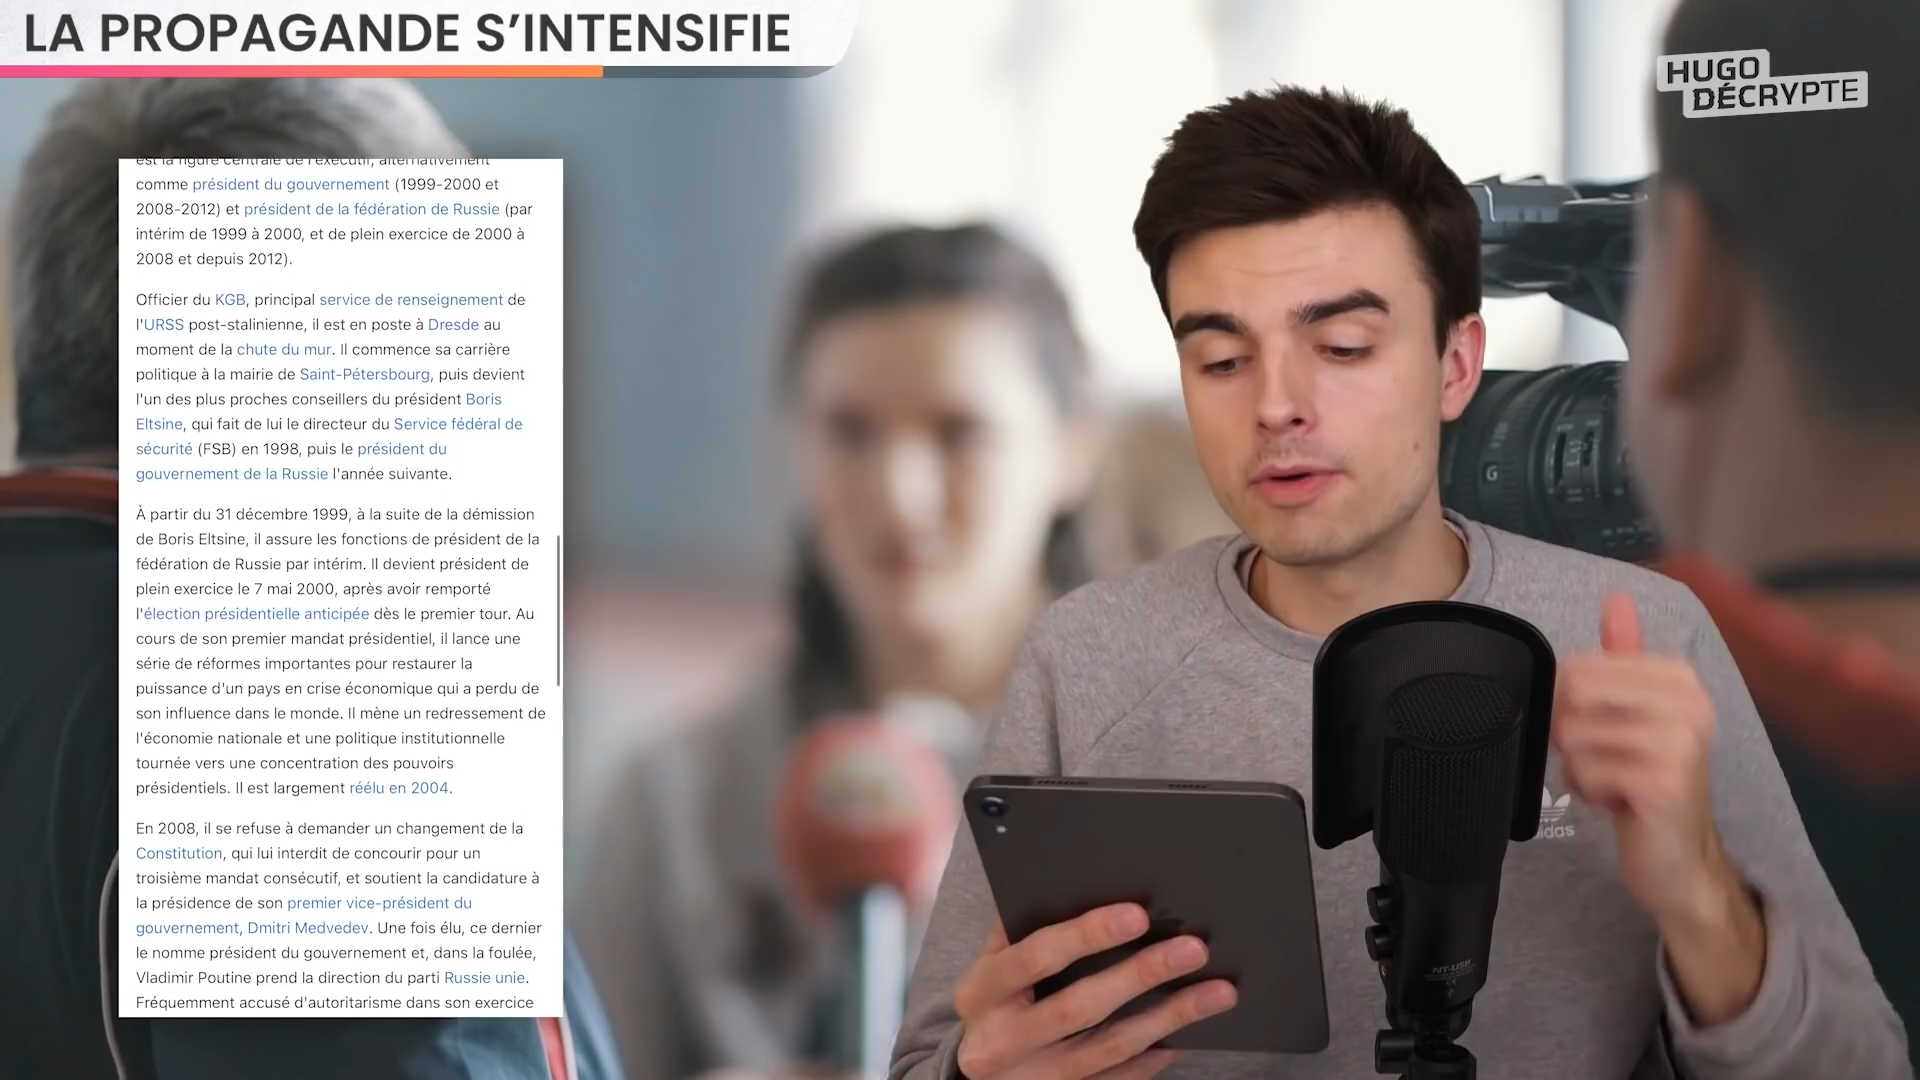 LA PROPAGANDE S'INTENSIFIE
HUGO
DÉCRYPTE
est la figure centrale de l'exécutif, alternativement
comme président du gouvernement (1999-2000 et
2008-2012) et président de la fédération de Russie (par
intérim de 1999 à 2000, et de plein exercice de 2000 à
2008 et depuis 2012).
Officier du KGB, principal service de renseignement de
l'URSS post-stalinienne, il est en poste à Dresde au
moment de la chute du mur. Il commence sa carrière
politique à la mairie de Saint-Pétersbourg, puis devient
l'un des plus proches conseillers du président Boris
Eltsine, qui fait de lui le directeur du Service fédéral de
sécurité (FSB) en 1998, puis le président du
gouvernement de la Russie l'année suivante.
À partir du 31 décembre 1999, à la suite de la démission
de Boris Eltsine, il assure les fonctions de président de la
fédération de Russie par intérim. Il devient président de
plein exercice le 7 mai 2000, après avoir remporté
l'élection présidentielle anticipée dès le premier tour. Au
cours de son premier mandat présidentiel, il lance une
série de réformes importantes pour restaurer la
puissance d'un pays en crise économique qui a perdu de
son influence dans le monde. Il mène un redressement de
l'économie nationale et une politique institutionnelle
tournée vers une concentration des pouvoirs
présidentiels. Il est largement réélu en 2004.
En 2008, il se refuse à demander un changement de la
Constitution, qui lui interdit de concourir pour un
troisième mandat consécutif, et soutient la candidature à
la présidence de son premier vice-président du
gouvernement, Dmitri Medvedev. Une fois élu, ce dernier
le nomme président du gouvernement et, dans la foulée,
Vladimir Poutine prend la direction du parti Russie unie.
Fréquemment accusé d'autoritarisme dans son exercice
G
didas
NT-USB